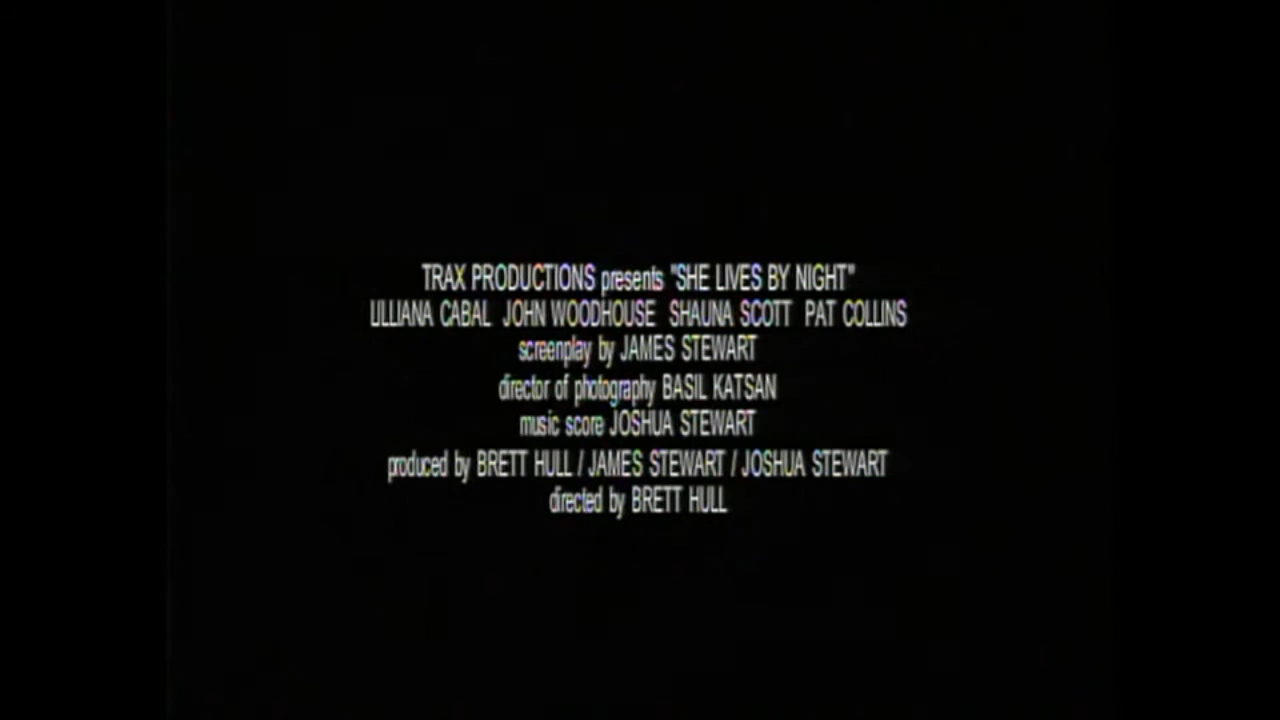 TRAX PRODUCTIONS presents "SHE LIVES BY NIGHT"
LILLIANA CABAL JOHN WOODHOUSE SHAUNA SCOTT PAT COLLINS
screenplay by JAMES STEWART
director of photography BASIL KATSAN
music score JOSHUA STEWART
produced by BRETT HULL / JAMES STEWART / JOSHUA STEWART
directed by BRETT HULL